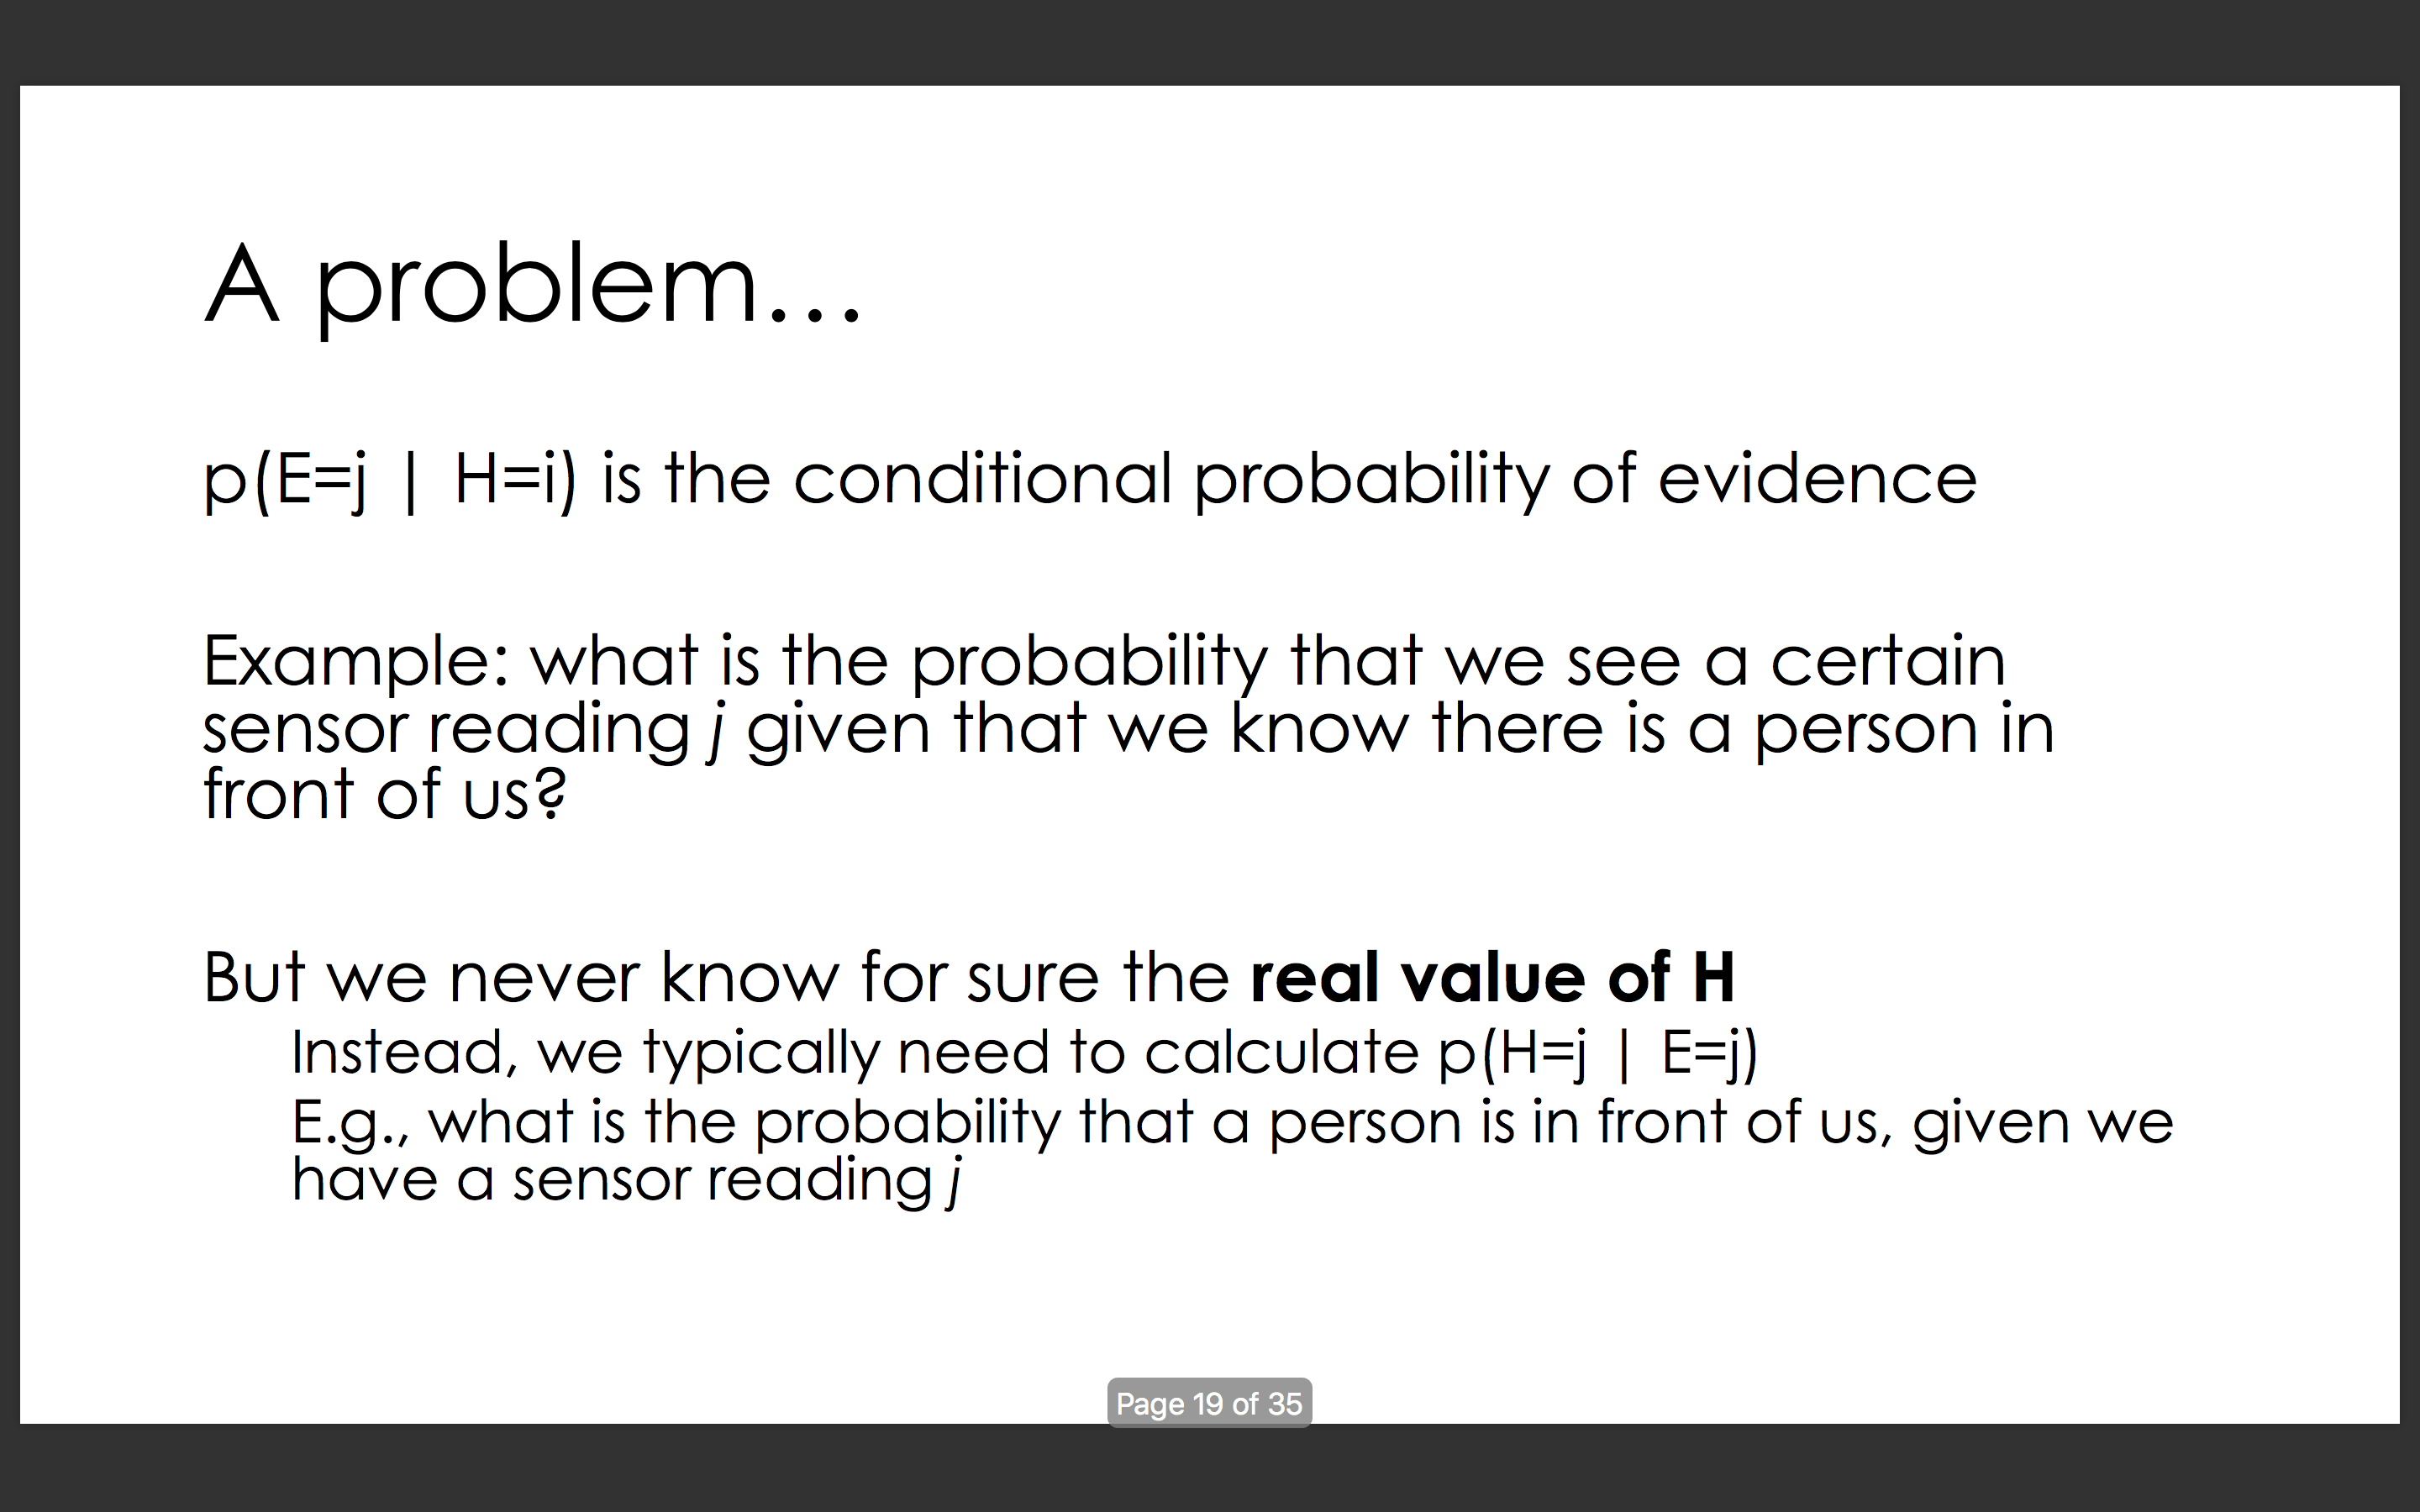 A problem...
p(E=j | H=i) is the conditional probability of evidence
Example: what is the probability that we see a certain
sensor reading j given that we know there is a person in
front of us?
But we never know for sure the real value of H
Instead, we typically need to calculate p(H=j | E=j)
E.g., what is the probability that a person is in front of us, given we
have a sensor reading j
Page 19 of 35